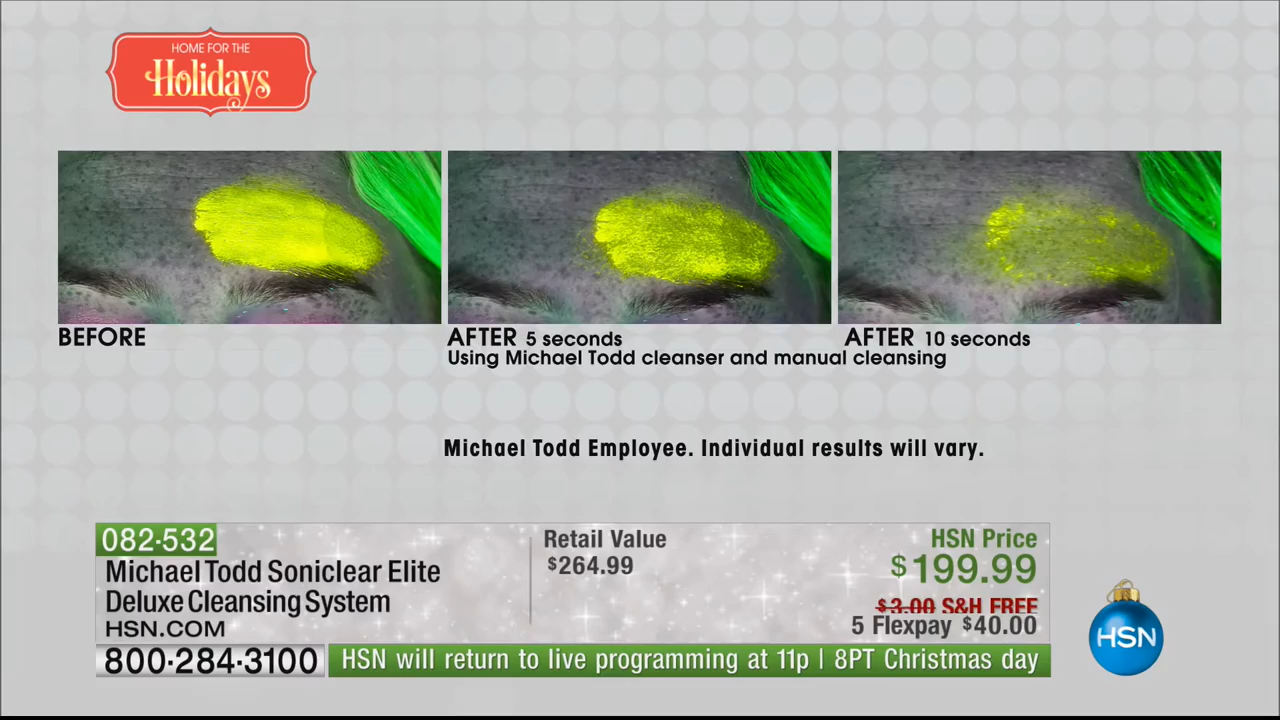 HOME FOR THE
Holidays
BEFORE
AFTER 5 seconds
AFTER 10 seconds
Using Michael Todd cleanser and manual cleansing
Michael Todd Employee. Individual results will vary.
082·532
Michael Todd Soniclear Elite
Deluxe Cleansing System
HSN.COM
Retail Value
$264.99
HSN Price
$199.99
$3.00 S&H FREE
5 Flexpay $40.00
800·284·3100
HSN will return to live programming at 11p | 8PT Christmas day
HSN